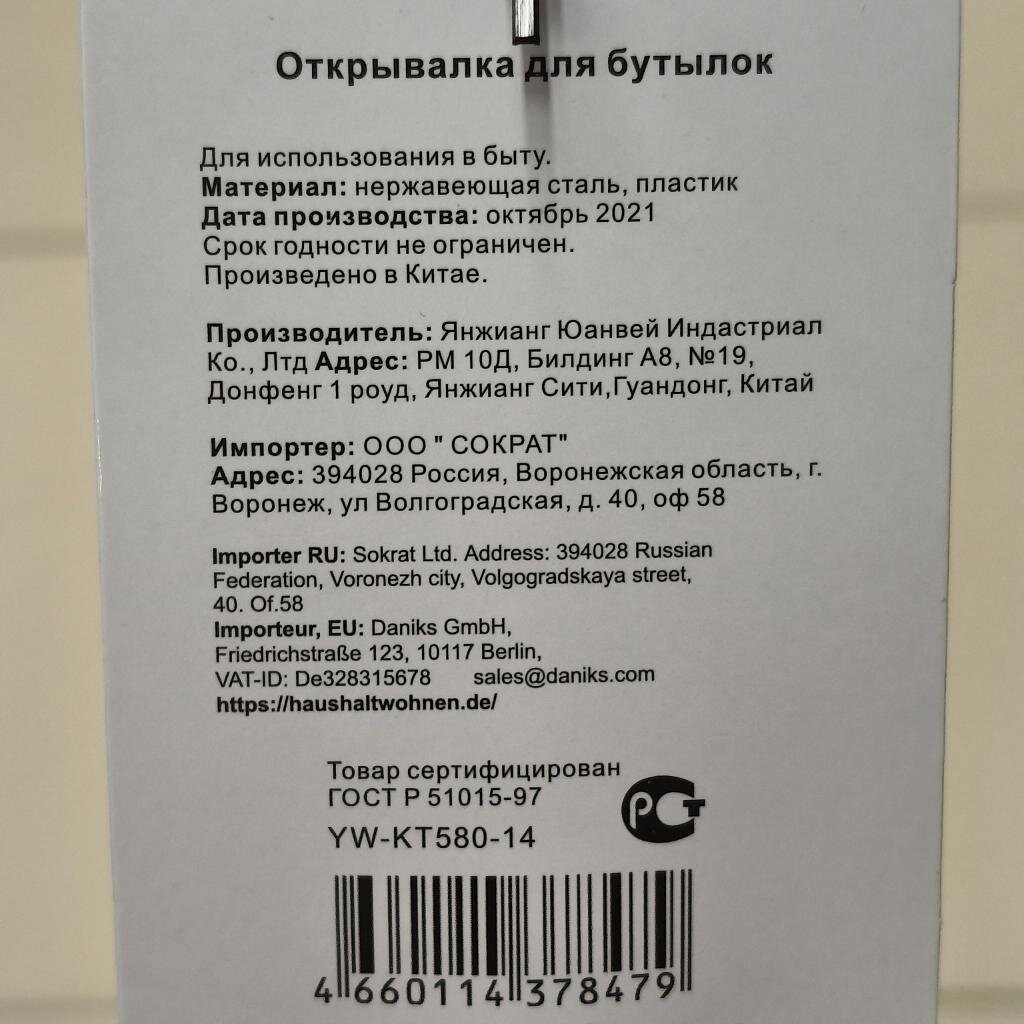 Открывалка для бутылок
Для использования в быту.
Материал: нержавеющая сталь, пластик
Дата производства: октябрь 2021
Срок годности не ограничен.
Произведено в Китае.
Производитель: Янжианг Юанвей Индастриал
Ко., Лтд Адрес: РМ 10Д, Билдинг А8, №19,
Донфенг 1 роуд, Янжианг Сити,Гуандонг, Китай
Импортер: ООО " СОКРАТ"
Адрес: 394028 Россия, Воронежская область, г.
Воронеж, ул Волгоградская, д. 40, оф 58
Importer RU: Sokrat Ltd. Address: 394028 Russian
Federation, Voronezh city, Volgogradskaya street,
40. Of.58
Importeur, EU: Daniks GmbH,
Friedrichstraße 123, 10117 Berlin,
VAT-ID: De328315678 sales@daniks.com
https://haushaltwohnen.de/
Товар сертифицирован
ГОСТ Р 51015-97
РСТ
YW-KT580-14
4 660114 378479